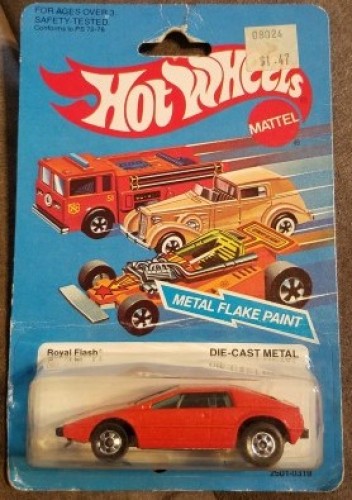 FOR AGES OVER 3
SAFETY TESTED
Conforms to PS 72-76
08024
$1.47
HOT WHEELS
MATTEL
METAL FLAKE PAINT
Royal Flash
DIE-CAST METAL